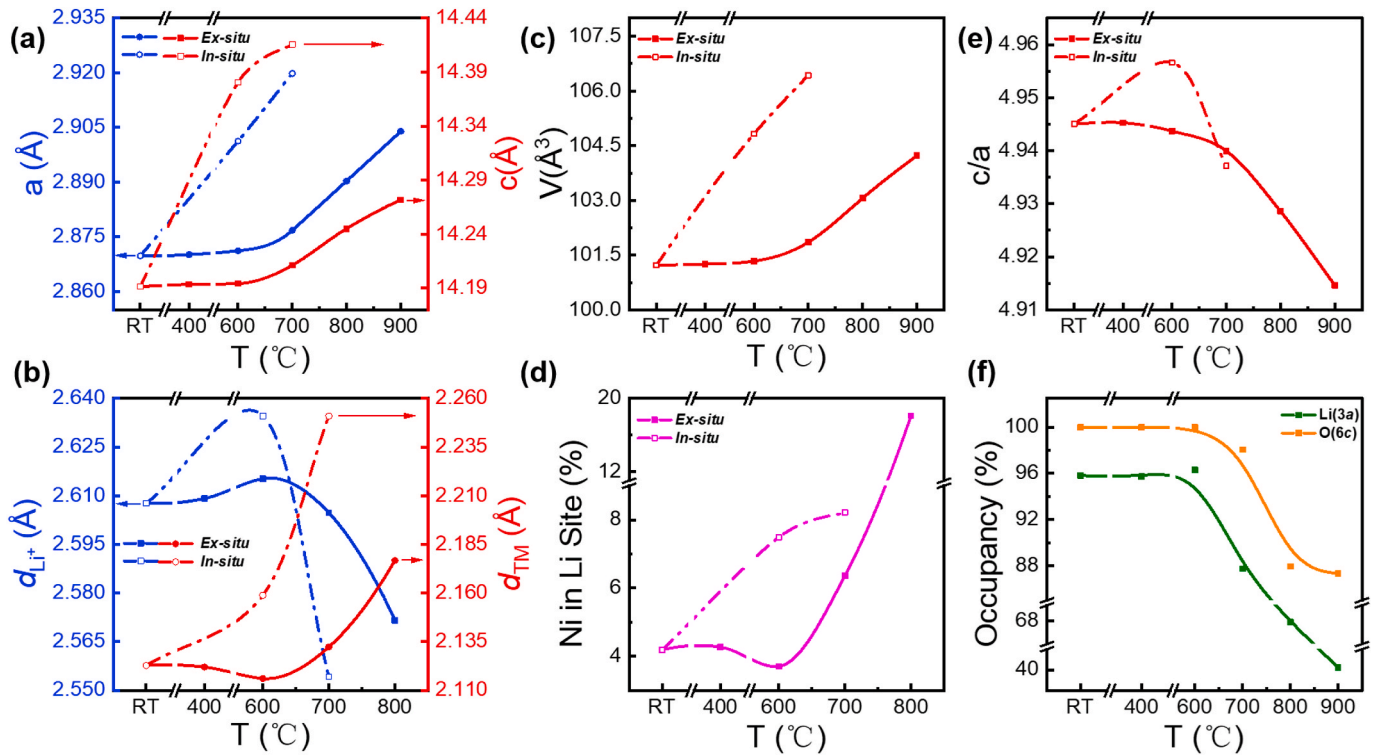 (a)
2.935
2.920
2.905
2.890
2.875
2.860
a (Å)
Ex-situ
In-situ
14.44
14.39
14.33
14.28
14.24
14.19
c(Å)
RT 400 600 700 800 900
T (℃)
(c)
107.5
106.0
104.5
103.0
101.5
100.0
V(Å³)
Ex-situ
In-situ
RT 400 600 700 800 900
T (℃)
(e)
4.96
4.95
4.94
4.93
4.92
4.91
c/a
Ex-situ
In-situ
RT 400 600 700 800 900
T (℃)
(b)
2.640
2.625
2.610
2.595
2.580
2.565
2.550
dLi+ (Å)
Ex-situ
In-situ
2.260
2.250
2.210
2.180
2.160
2.135
2.110
dTM (Å)
RT 400 600 700 800
T (℃)
(d)
20
12
8
6
4
Ni in Li Site (%)
Ex-situ
In-situ
RT 400 600 700 800
T (℃)
(f)
100
96
92
88
68
40
Occupancy (%)
Li(3a)
O(6c)
RT 400 600 700 800 900
T (℃)